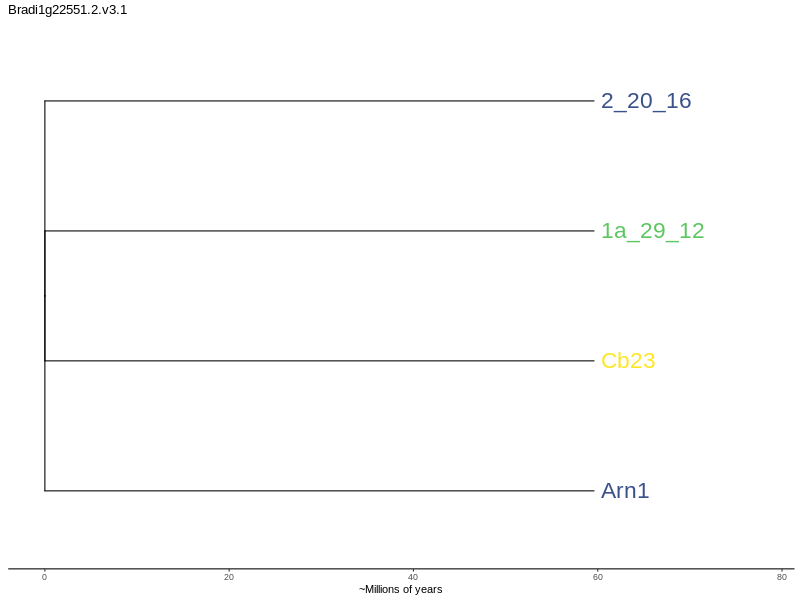 Bradi1g22551.2.v3.1
2_20_16
1a_29_12
Cb23
Arn1
0 20 40 60 80
~Millions of years